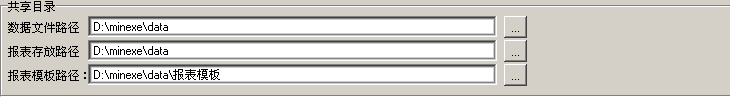 共享目录
数据文件路径 D:\minexe\data ...
报表存放路径 D:\minexe\data ...
报表模板路径： D:\minexe\data\报表模板 ...